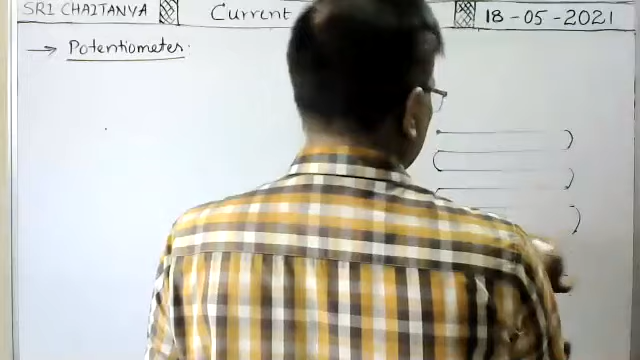 SRI CHAITANYA Current 18-05-2021
→ Potentiometer: